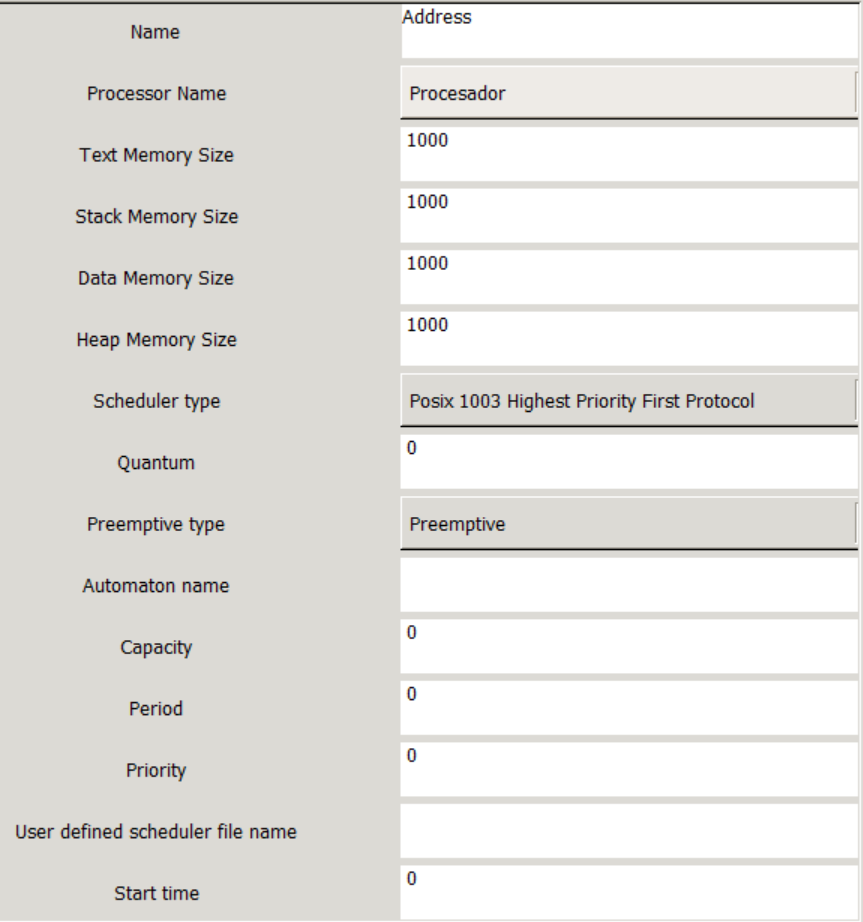 Name Address
Processor Name Procesador
Text Memory Size 1000
Stack Memory Size 1000
Data Memory Size 1000
Heap Memory Size 1000
Scheduler type Posix 1003 Highest Priority First Protocol
Quantum 0
Preemptive type Preemptive
Automaton name
Capacity 0
Period 0
Priority 0
User defined scheduler file name
Start time 0